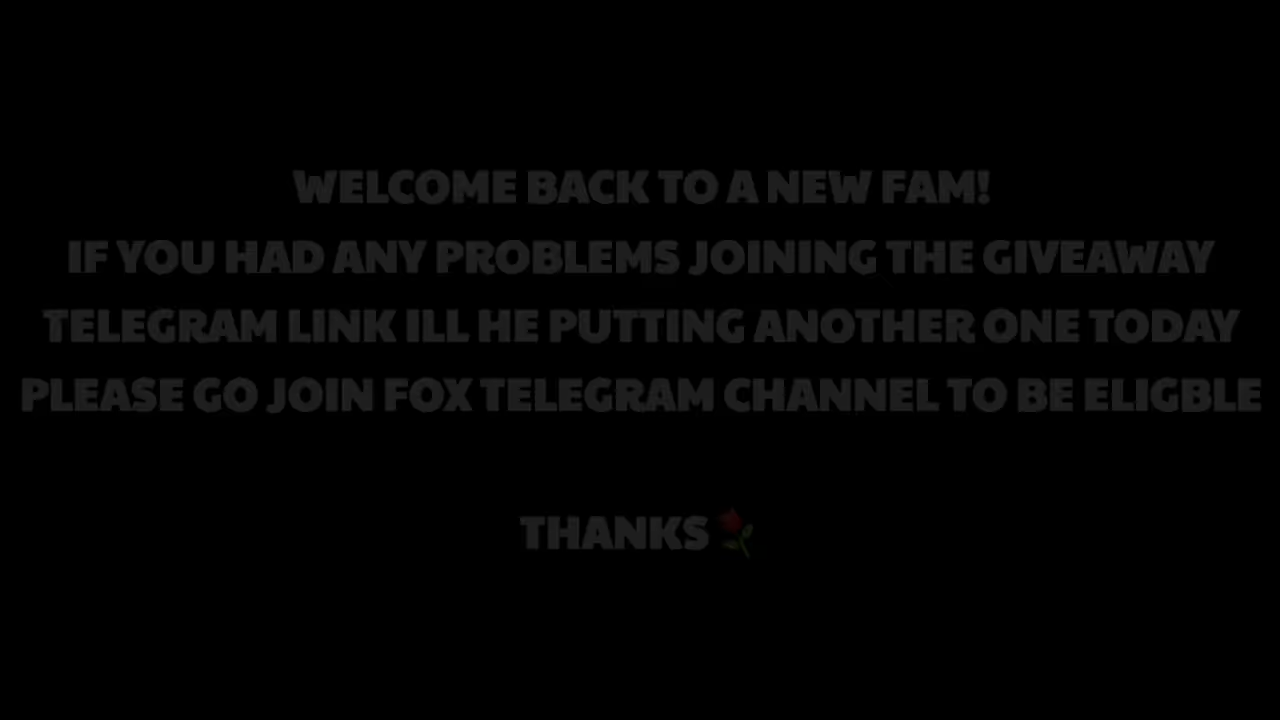 WELCOME BACK TO A NEW FAM!
IF YOU HAD ANY PROBLEMS JOINING THE GIVEAWAY
TELEGRAM LINK ILL HE PUTTING ANOTHER ONE TODAY
PLEASE GO JOIN FOX TELEGRAM CHANNEL TO BE ELIGBLE
THANKS🌹